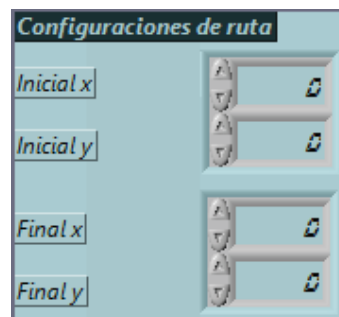 Configuraciones de ruta
Inicial x
0
Inicial y
0
Final x
0
Final y
0